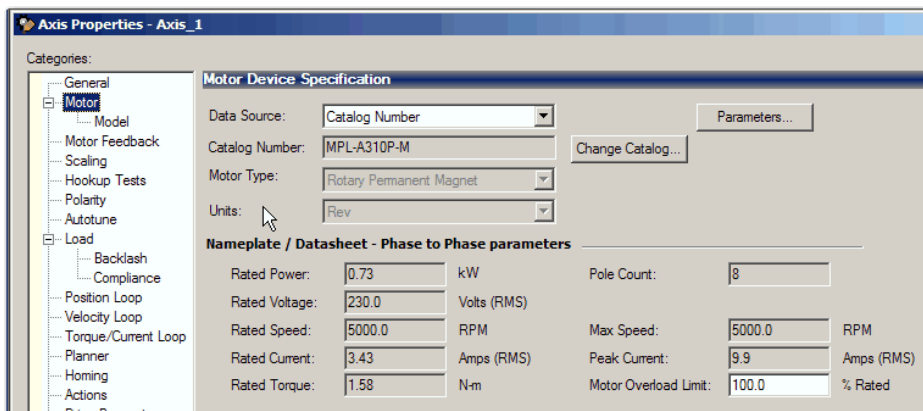 Axis Properties - Axis_1
Categories:
General
Motor
Model
Motor Feedback
Scaling
Hookup Tests
Polarity
Autotune
Load
Backlash
Compliance
Position Loop
Velocity Loop
Torque/Current Loop
Planner
Homing
Actions
Motor Device Specification
Data Source: Catalog Number Parameters...
Catalog Number: MPL-A310P-M Change Catalog...
Motor Type: Rotary Permanent Magnet
Units: Rev
Nameplate / Datasheet - Phase to Phase parameters
Rated Power: 0.73 kW Pole Count: 8
Rated Voltage: 230.0 Volts (RMS)
Rated Speed: 5000.0 RPM Max Speed: 5000.0 RPM
Rated Current: 3.43 Amps (RMS) Peak Current: 9.9 Amps (RMS)
Rated Torque: 1.58 N-m Motor Overload Limit: 100.0 % Rated